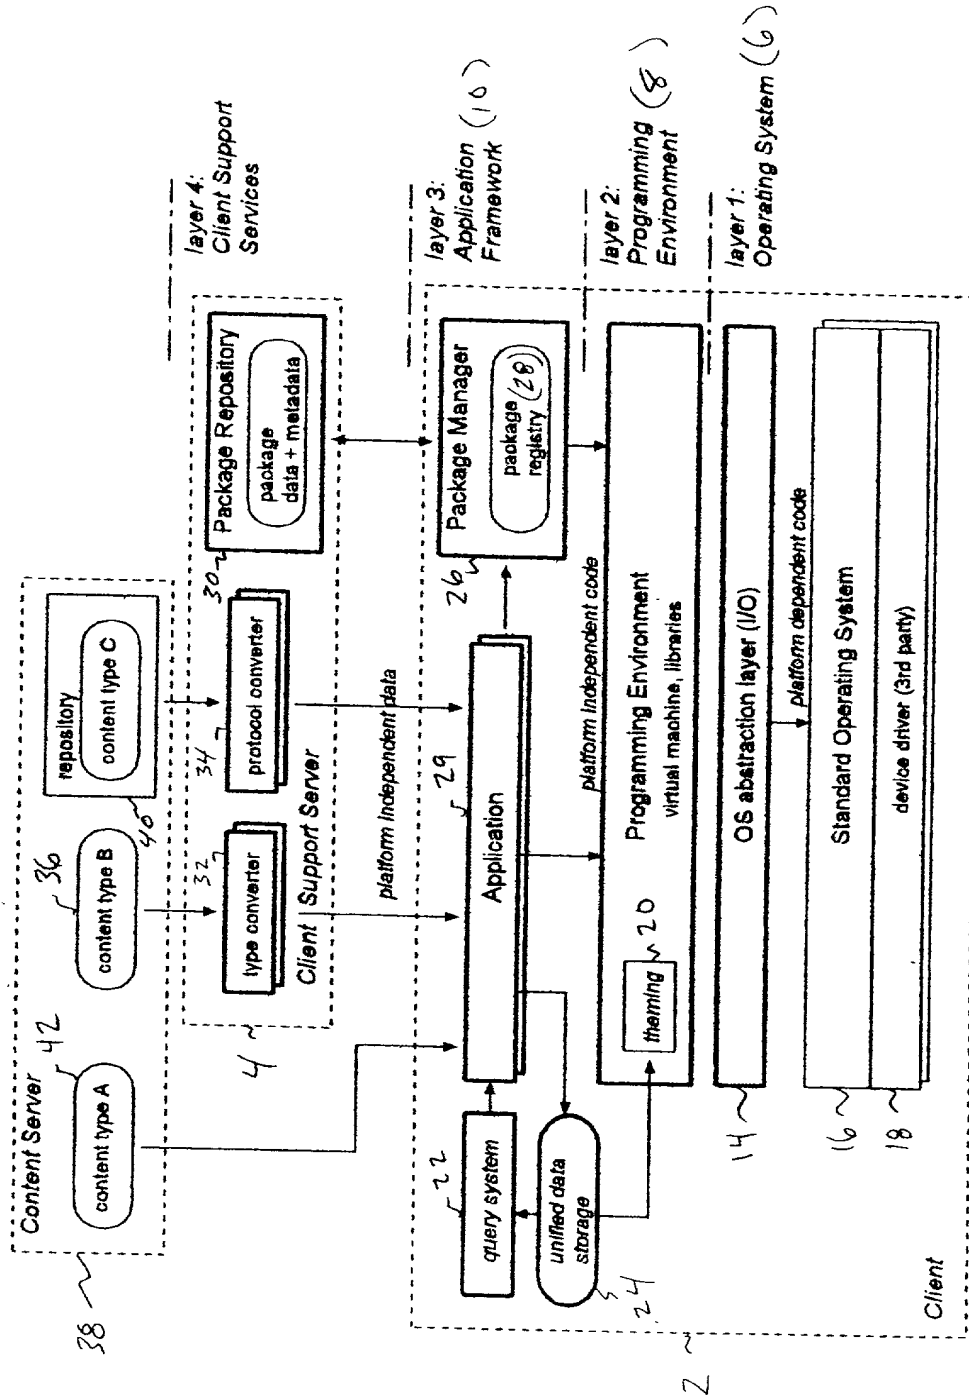 Content Server
42
content type A
36
content type B
repository
content type C
40
38
layer 4:
Client Support
Services
32
type converter
34
protocol converter
30
Package Repository
package
data + metadata
Client Support Server
4
platform Independent data
layer 3:
Application (10)
Framework
22
query system
29
Application
26
Package Manager
package (28)
registry
unified data
storage
24
platform Independent code
layer 2:
Programming (8)
Environment
theming
20
Programming Environment
virtual machine, libraries
layer 1:
Operating System (6)
14
OS abstraction layer (I/O)
platform dependent code
16
Standard Operating System
18
device driver (3rd party)
Client
2